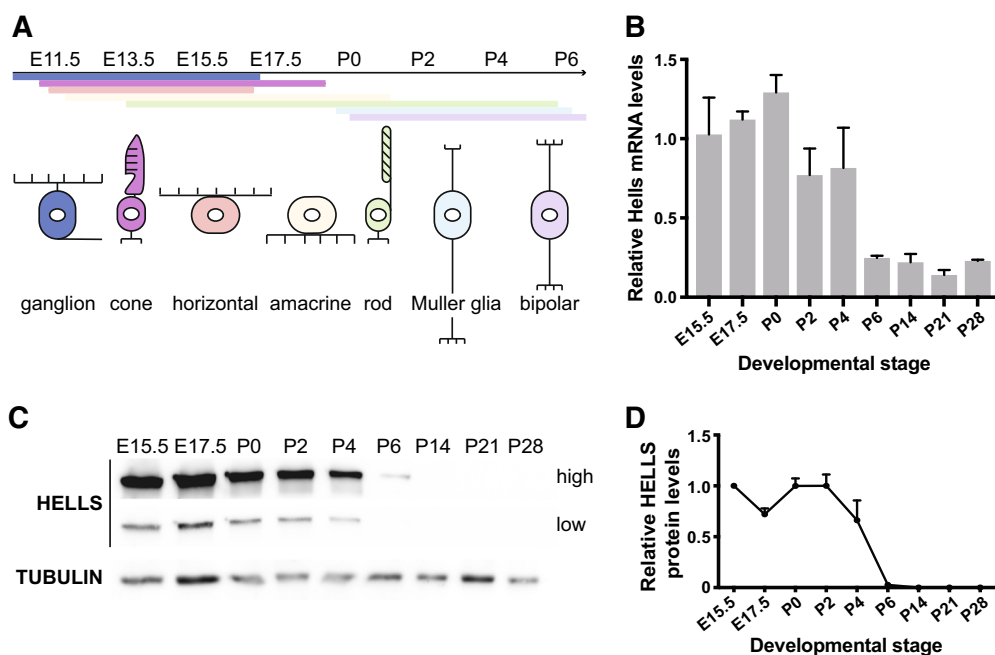 A
E11.5 E13.5 E15.5 E17.5 P0 P2 P4 P6
ganglion cone horizontal amacrine rod Muller glia bipolar
B
Relative Hells mRNA levels
1.5
1.0
0.5
0.0
E15.5 E17.5 P0 P2 P4 P6 P14 P21 P28
Developmental stage
C
E15.5 E17.5 P0 P2 P4 P6 P14 P21 P28
HELLS
high
low
TUBULIN
D
Relative HELLS
protein levels
1.5
1.0
0.5
0
E15.5 E17.5 P0 P2 P4 P6 P14 P21 P28
Developmental stage